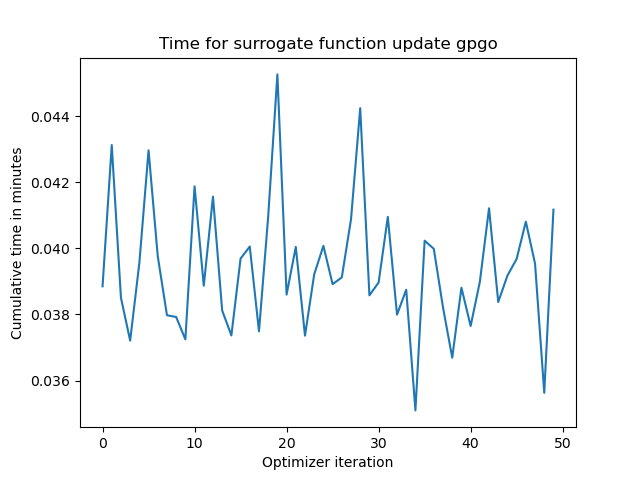 Time for surrogate function update gpgo
Cumulative time in minutes
0.044
0.042
0.040
0.038
0.036
0 10 20 30 40 50
Optimizer iteration